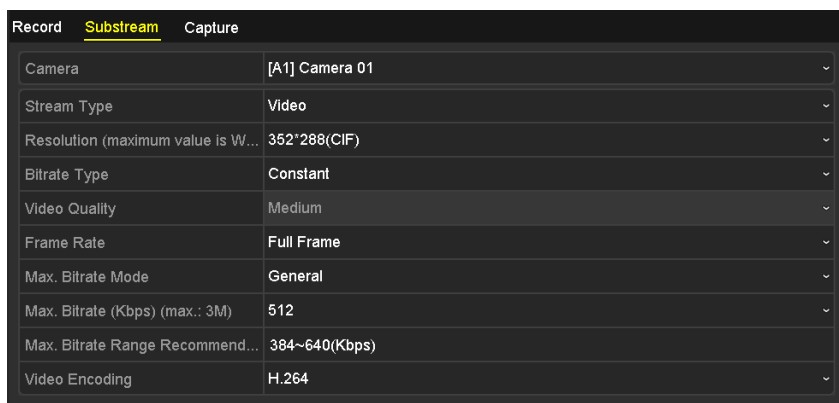 Record Substream Capture
Camera [A1] Camera 01
Stream Type Video
Resolution (maximum value is W... 352*288(CIF)
Bitrate Type Constant
Video Quality Medium
Frame Rate Full Frame
Max. Bitrate Mode General
Max. Bitrate (Kbps) (max.: 3M) 512
Max. Bitrate Range Recommend... 384~640(Kbps)
Video Encoding H.264